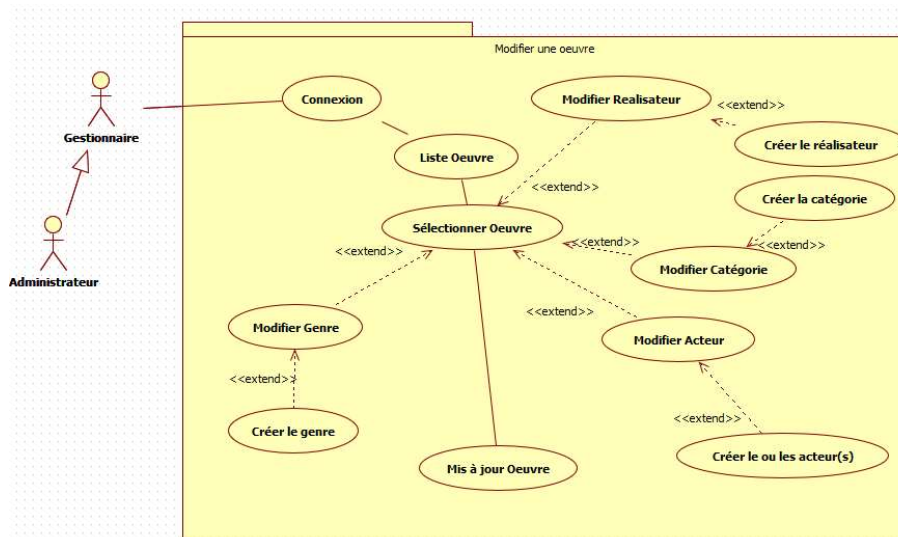 Modifier une oeuvre
Connexion
Modifier Realisateur
<<extend>>
Gestionnaire
Créer le réalisateur
Liste Oeuvre
<<extend>>
Créer la catégorie
Sélectionner Oeuvre
<<extend>>
<<extend>>
<<extend>>
Administrateur
Modifier Catégorie
<<extend>>
Modifier Genre
Modifier Acteur
<<extend>>
<<extend>>
Créer le genre
Créer le ou les acteur(s)
Mis à jour Oeuvre